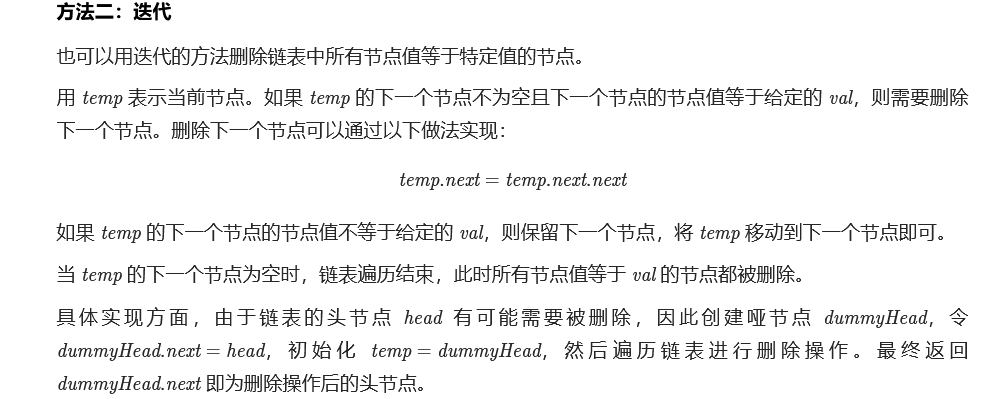 方法二：迭代
也可以用迭代的方法删除链表中所有节点值等于特定值的节点。
用 temp 表示当前节点。如果 temp 的下一个节点不为空且下一个节点的节点值等于给定的 val，则需要删除
下一个节点。删除下一个节点可以通过以下做法实现：
temp.next = temp.next.next
如果 temp 的下一个节点的节点值不等于给定的 val，则保留下一个节点，将 temp 移动到下一个节点即可。
当 temp 的下一个节点为空时，链表遍历结束，此时所有节点值等于 val 的节点都被删除。
具体实现方面，由于链表的头节点 head 有可能需要被删除，因此创建哑节点 dummyHead，令
dummyHead.next = head，初始化 temp = dummyHead，然后遍历链表进行删除操作。最终返回
dummyHead.next 即为删除操作后的头节点。